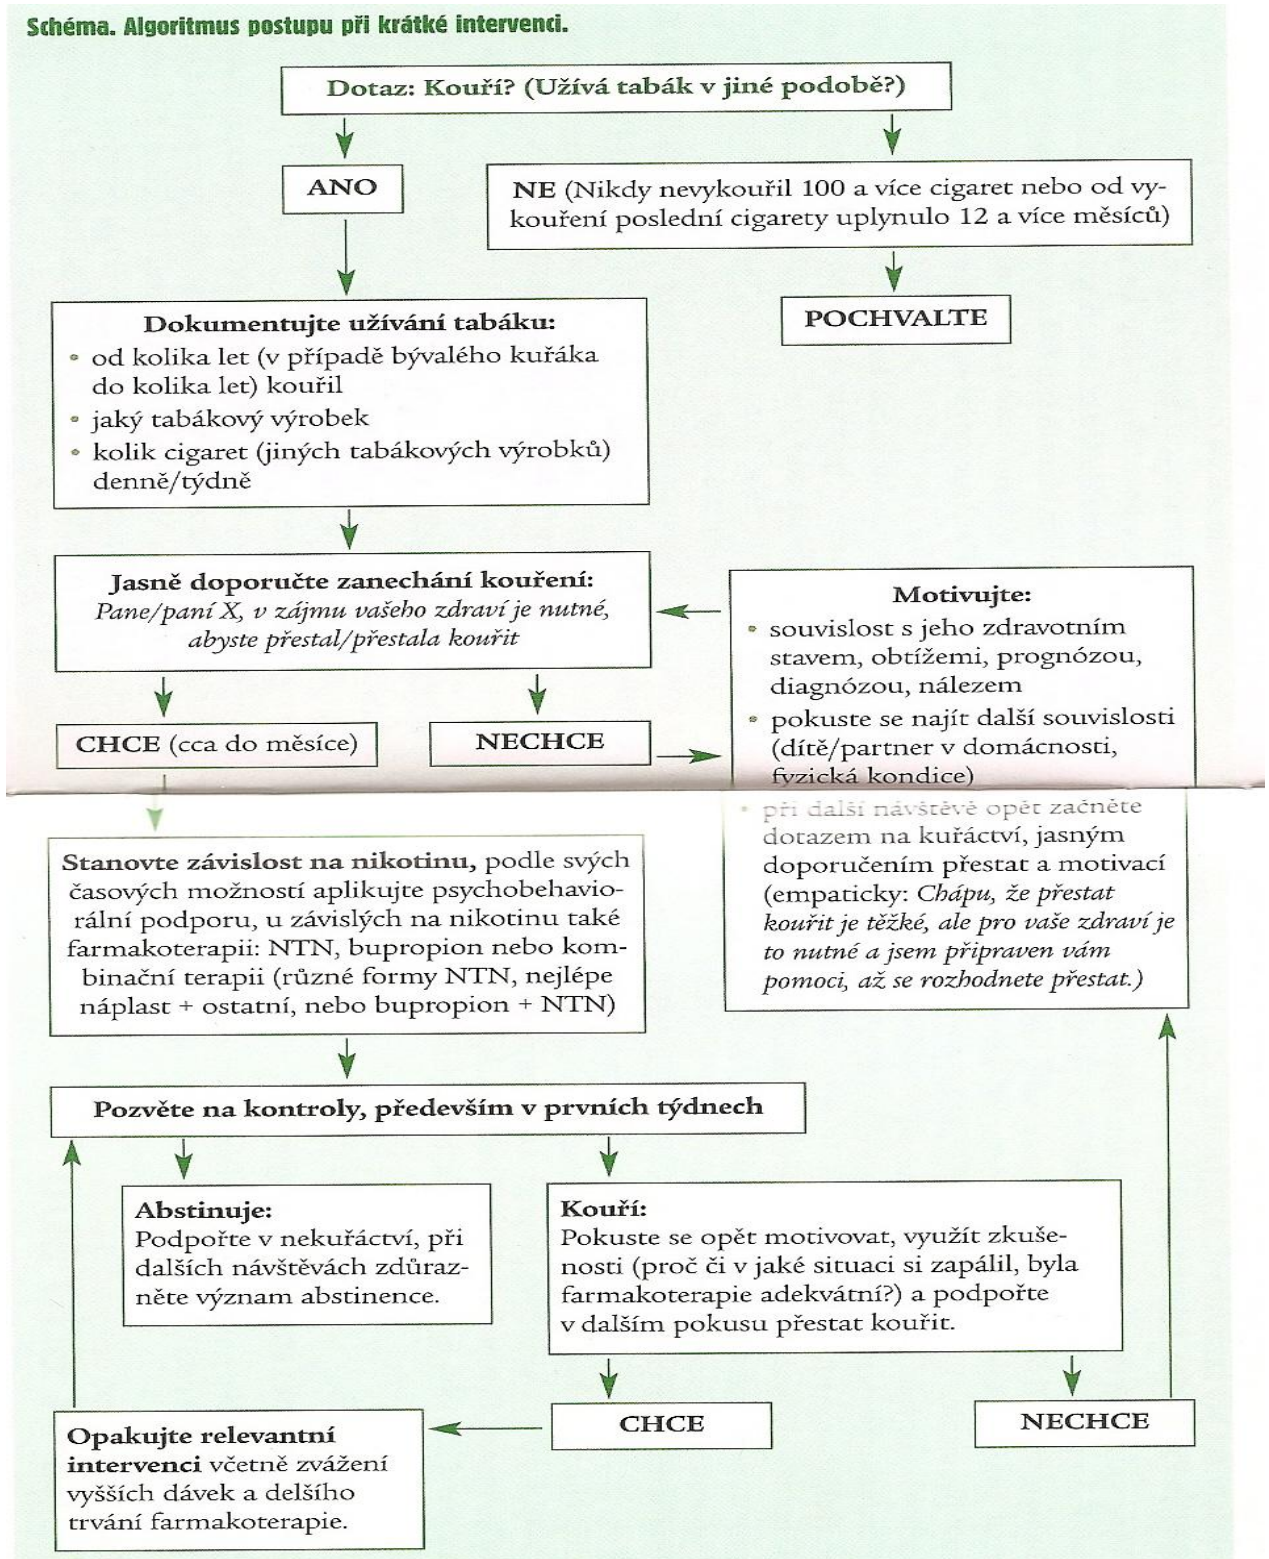 Schéma. Algoritmus postupu při krátké intervenci.
Dotaz: Kouří? (Užívá tabák v jiné podobě?)
ANO
NE (Nikdy nevykouřil 100 a více cigaret nebo od vy-
kouření poslední cigarety uplynulo 12 a více měsíců)
POCHVALTE
Dokumentujte užívání tabáku:
• od kolika let (v případě bývalého kuřáka
do kolika let) kouřil
• jaký tabákový výrobek
• kolik cigaret (jiných tabákových výrobků)
denně/týdně
Jasně doporučte zanechání kouření:
Pane/paní X, v zájmu vašeho zdraví je nutné,
abyste přestal/přestala kouřit
CHCE (cca do měsíce)
NECHCE
Motivujte:
• souvislost s jeho zdravotním
stavem, obtížemi, prognózou,
diagnózou, nálezem
• pokuste se najít další souvislosti
(dítě/partner v domácnosti,
fyzická kondice)
• při další návštěvě opět začněte
dotazem na kuřáctví, jasným
doporučením přestat a motivací
(empaticky: Chápu, že přestat
kouřit je těžké, ale pro vaše zdraví je
to nutné a jsem připraven vám
pomoci, až se rozhodnete přestat.)
Stanovte závislost na nikotinu, podle svých
časových možností aplikujte psychobehavio-
rální podporu, u závislých na nikotinu také
farmakoterapii: NTN, bupropion nebo kom-
binační terapii (různé formy NTN, nejlépe
náplast + ostatní, nebo bupropion + NTN)
Pozvěte na kontroly, především v prvních týdnech
Abstinuje:
Podpořte v nekuřáctví, při
dalších návštěvách zdůraz-
něte význam abstinence.
Kouří:
Pokuste se opět motivovat, využít zkuše-
nosti (proč či v jaké situaci si zapálil, byla
farmakoterapie adekvátní?) a podpořte
v dalším pokusu přestat kouřit.
CHCE
NECHCE
Opakujte relevantní
intervenci včetně zvážení
vyšších dávek a delšího
trvání farmakoterapie.